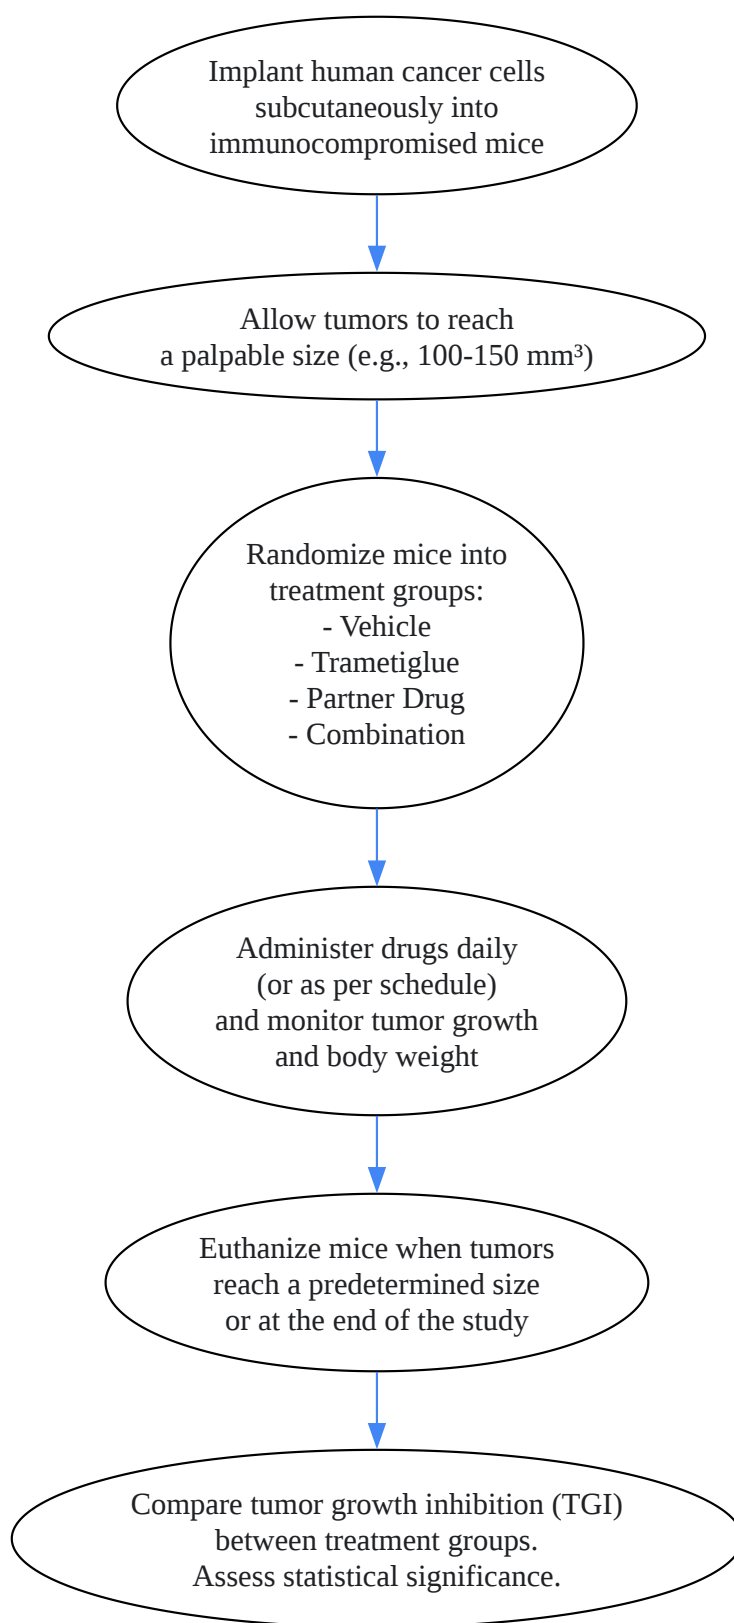 Implant human cancer cells
subcutaneously into
immunocompromised mice
Allow tumors to reach
a palpable size (e.g., 100-150 mm³)
Randomize mice into
treatment groups:
- Vehicle
- Trametiglue
- Partner Drug
- Combination
Administer drugs daily
(or as per schedule)
and monitor tumor growth
and body weight
Euthanize mice when tumors
reach a predetermined size
or at the end of the study
Compare tumor growth inhibition (TGI)
between treatment groups.
Assess statistical significance.